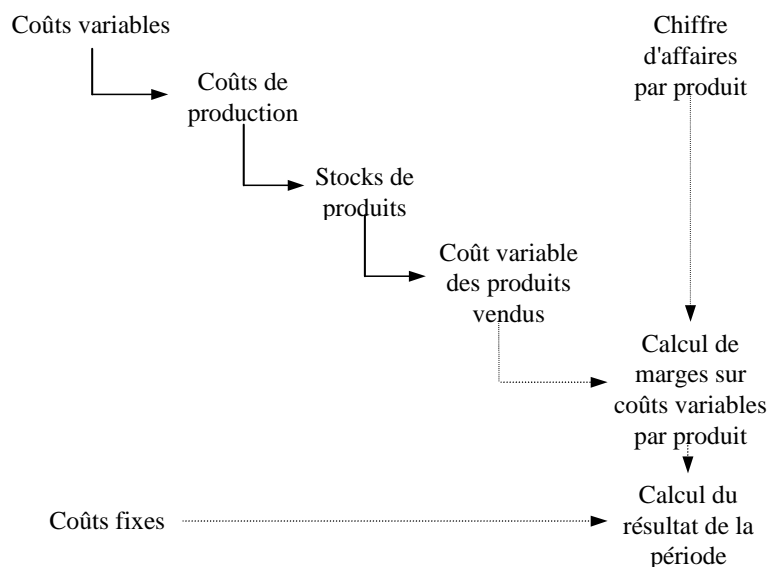 Coûts variables
Chiffre
d'affaires
par produit
Coûts de
production
Stocks de
produits
Coût variable
des produits
vendus
Calcul de
marges sur
coûts variables
par produit
Coûts fixes
Calcul du
résultat de la
période